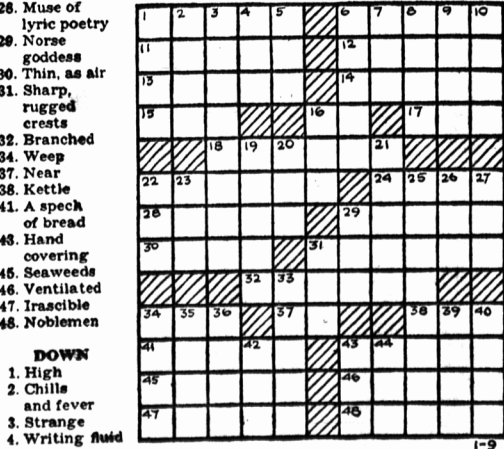 28. Muse of
lyric poetry
29. Norse
goddess
30. Thin, as air
31. Sharp,
rugged
crests
32. Branched
34. Weep
37. Near
38. Kettle
41. A speck
of bread
43. Hand
covering
45. Seaweeds
46. Ventilated
47. Irascible
48. Noblemen
DOWN
1. High
2. Chills
and fever
3. Strange
4. Writing fluid
1 2 3 4 5 6 7 8 9 10
11 12
13 14
15 16 17
18 19 20 21
22 23 24 25 26 27
28 29
30 31
32 33
34 35 36 37 38 39 40
41 42 43 44
45 46
47 48
1-9